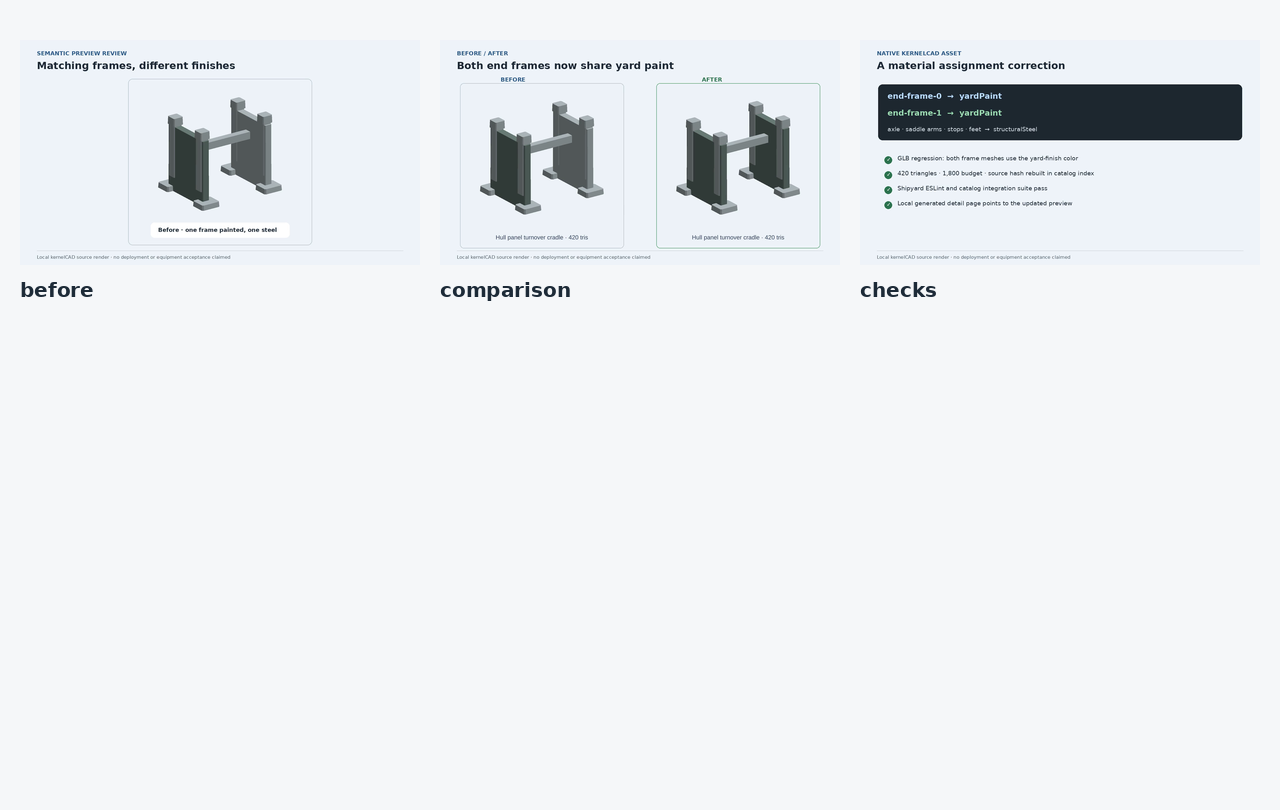 SEMANTIC PREVIEW REVIEW
Matching frames, different finishes
Before · one frame painted, one steel
Local kernelCAD source render · no deployment or equipment acceptance claimed
before
BEFORE / AFTER
Both end frames now share yard paint
BEFORE
AFTER
Hull panel turnover cradle · 420 tris
Hull panel turnover cradle · 420 tris
Local kernelCAD source render · no deployment or equipment acceptance claimed
comparison
NATIVE KERNELCAD ASSET
A material assignment correction
end-frame-0 → yardPaint
end-frame-1 → yardPaint
axle · saddle arms · stops · feet → structuralSteel
✓ GLB regression: both frame meshes use the yard-finish color
✓ 420 triangles · 1,800 budget · source hash rebuilt in catalog index
✓ Shipyard ESLint and catalog integration suite pass
✓ Local generated detail page points to the updated preview
Local kernelCAD source render · no deployment or equipment acceptance claimed
checks